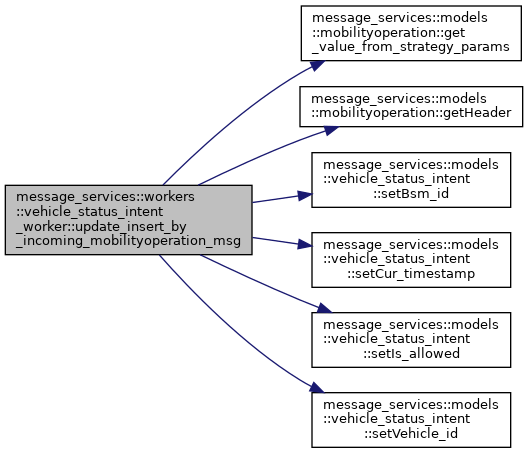 message_services::models
::mobilityoperation::get
_value_from_strategy_params
message_services::models
::mobilityoperation::getHeader
message_services::models
::vehicle_status_intent
::setBsm_id
message_services::workers
::vehicle_status_intent
_worker::update_insert_by
_incoming_mobilityoperation_msg
message_services::models
::vehicle_status_intent
::setCur_timestamp
message_services::models
::vehicle_status_intent
::setIs_allowed
message_services::models
::vehicle_status_intent
::setVehicle_id